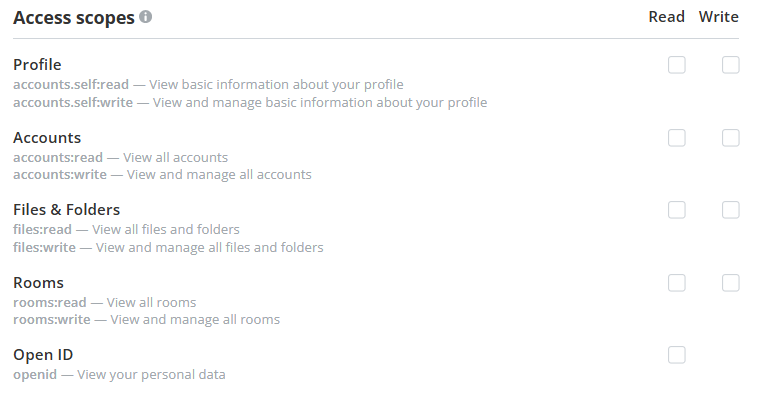 Access scopes Read Write
Profile
accounts.self:read — View basic information about your profile
accounts.self:write — View and manage basic information about your profile
Accounts
accounts:read — View all accounts
accounts:write — View and manage all accounts
Files & Folders
files:read — View all files and folders
files:write — View and manage all files and folders
Rooms
rooms:read — View all rooms
rooms:write — View and manage all rooms
Open ID
openid — View your personal data